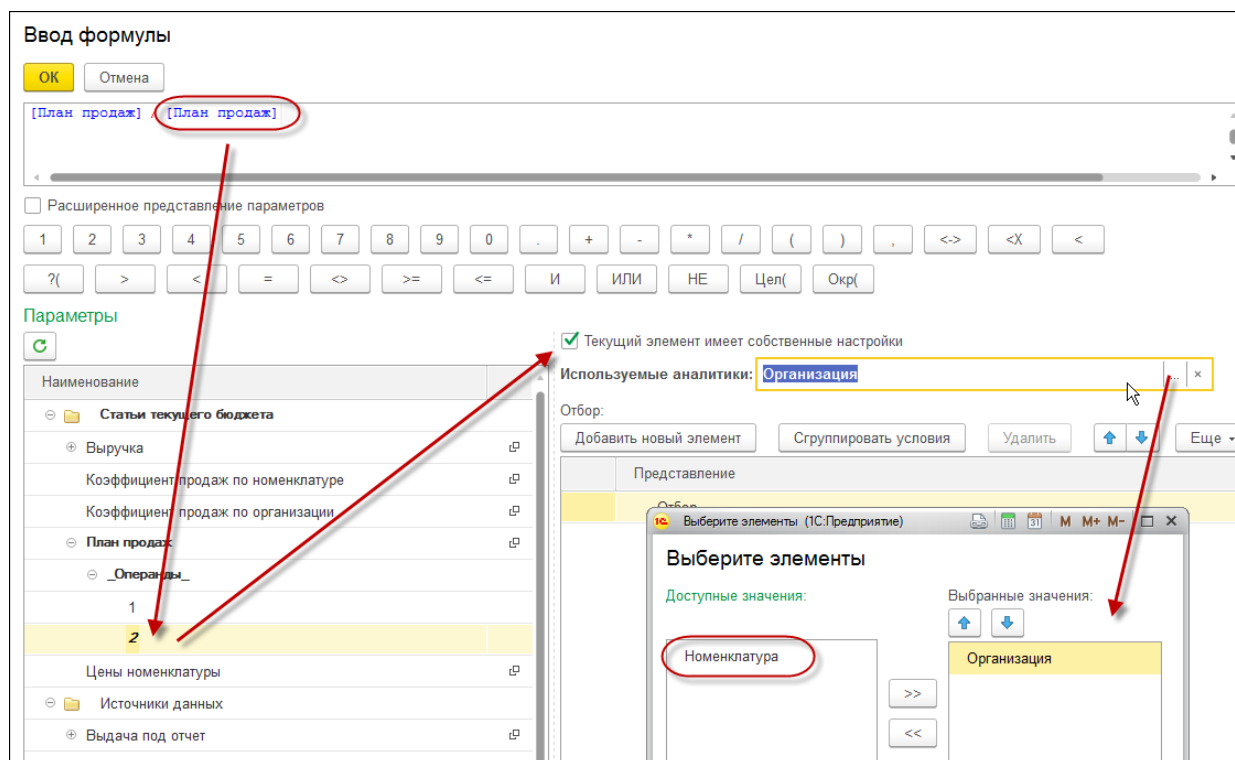 Ввод формулы
ОК Отмена
[План продаж] / [План продаж]
Расширенное представление параметров
1 2 3 4 5 6 7 8 9 0 . + - * / ( ) , <-> <X <
?( > < = <> >= <= И ИЛИ НЕ Цел( Окр(
Параметры
Текущий элемент имеет собственные настройки
Используемые аналитики: Организация ... ×
Наименование
Отбор:
Добавить новый элемент Сгруппировать условия Удалить Еще
Представление
Отбор
Статьи текущего бюджета
Выручка
Коэффициент продаж по номенклатуре
Коэффициент продаж по организации
План продаж
_Операнды_
1
2
Цены номенклатуры
Источники данных
Выдача под отчет
1С Выберите элементы (1С:Предприятие) 31 M M+ M-
Выберите элементы
Доступные значения:
Выбранные значения:
Номенклатура
Организация
>>
<<